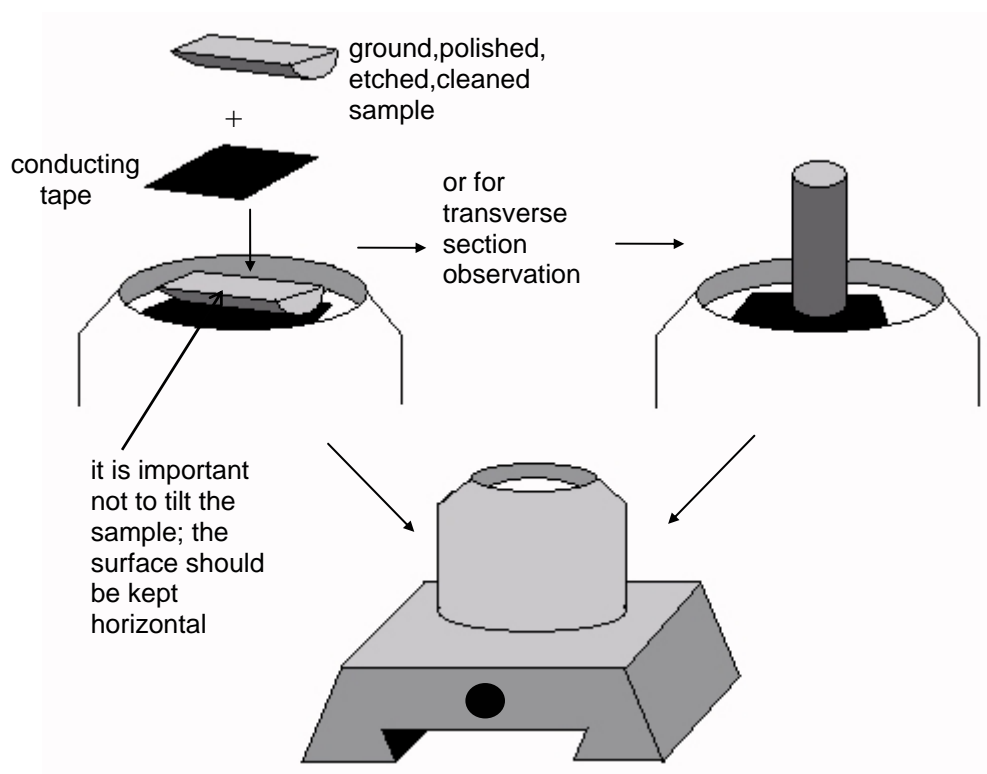 ground,polished,
etched,cleaned
sample
+
conducting
tape
or for
transverse
section
observation
it is important
not to tilt the
sample; the
surface should
be kept
horizontal